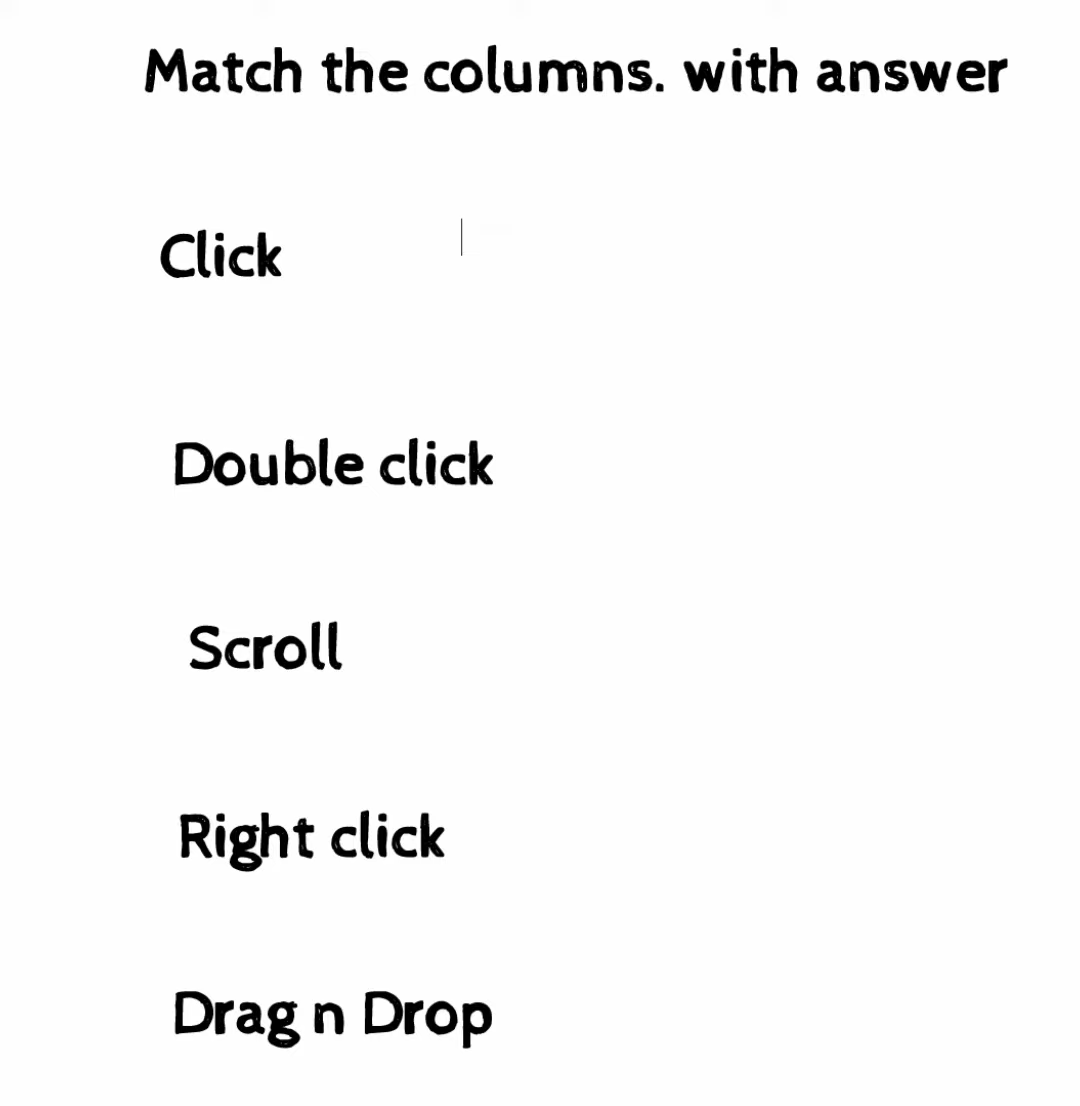 Match the columns. with answer
Click
Double click
Scroll
Right click
Drag n Drop